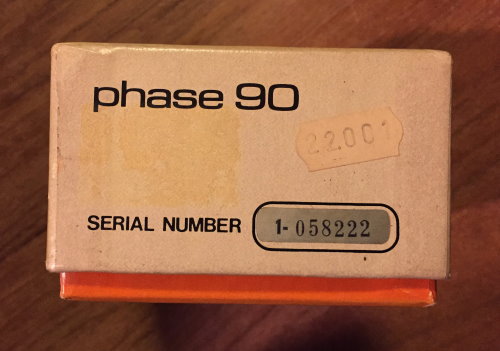 phase 90
22.00
SERIAL NUMBER 1- 058222